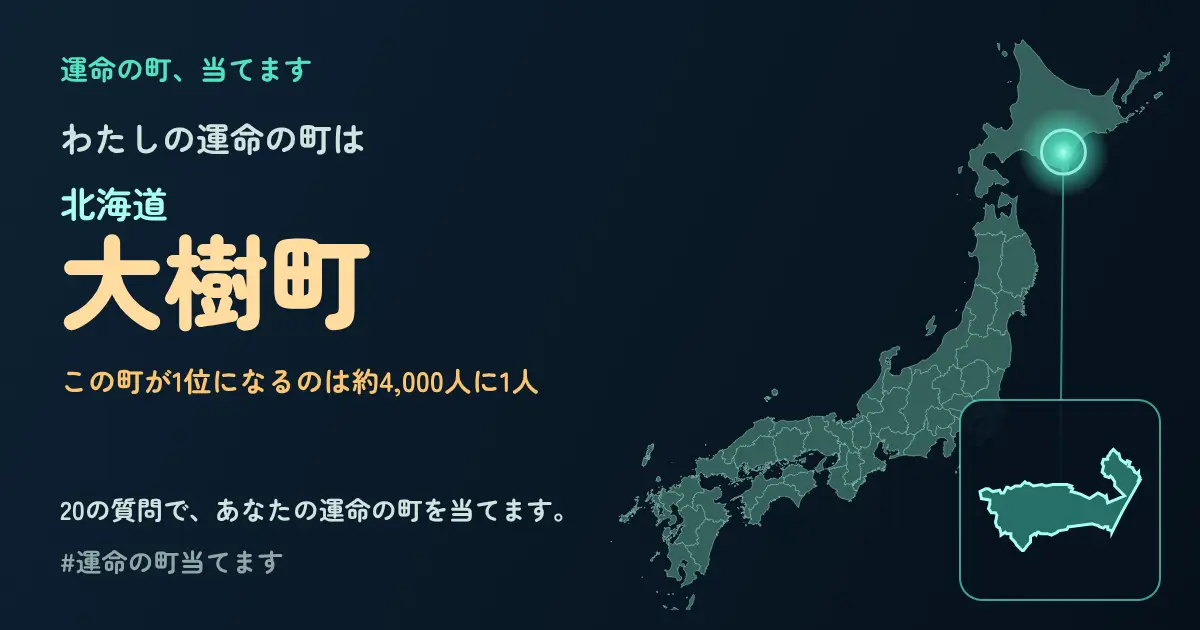 運命の町、当てます
わたしの運命の町は
北海道
大樹町
この町が1位になるのは約4,000人に1人
20の質問で、あなたの運命の町を当てます。
#運命の町当てます